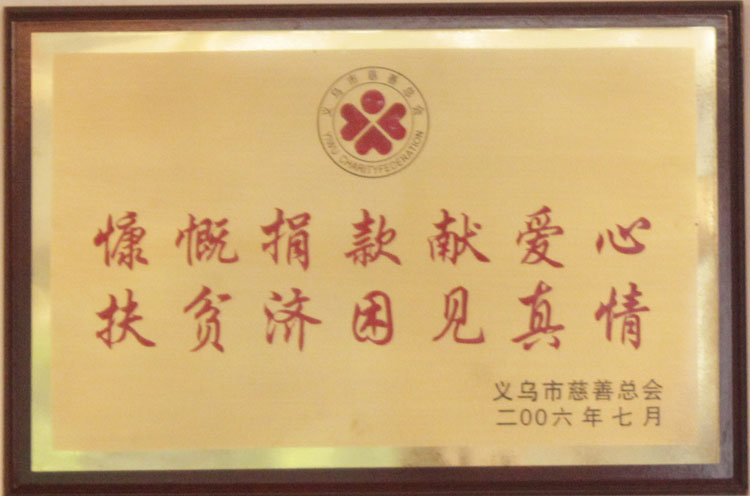 义乌市慈善总会
YIWU CHARITYFEDERATION
慷慨捐款献爱心
扶贫济困见真情
义乌市慈善总会
二00六年七月